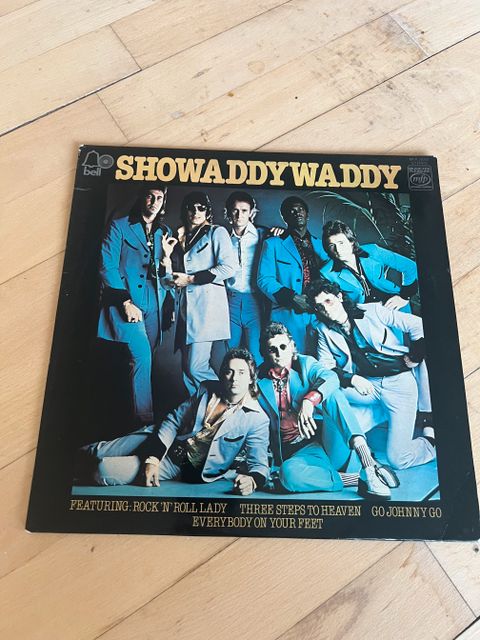 bell
SHOWADDYWADDY
mfp
FEATURING: ROCK 'N' ROLL LADY THREE STEPS TO HEAVEN GO JOHNNY GO
EVERYBODY ON YOUR FEET